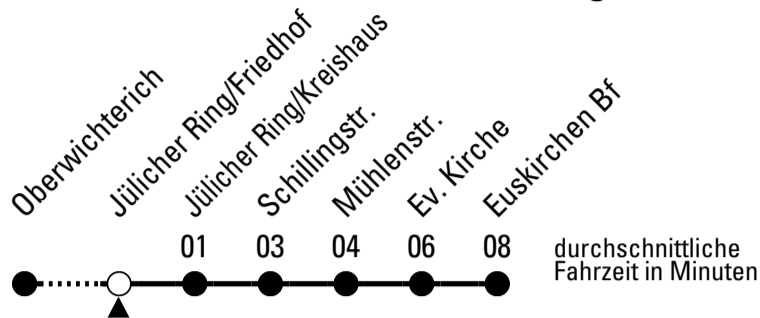 Oberwichterich
Jülicher Ring/Friedhof
Jülicher Ring/Kreishaus
Schillingstr.
Mühlenstr.
Ev. Kirche
Euskirchen Bf
01 03 04 06 08
durchschnittliche
Fahrzeit in Minuten